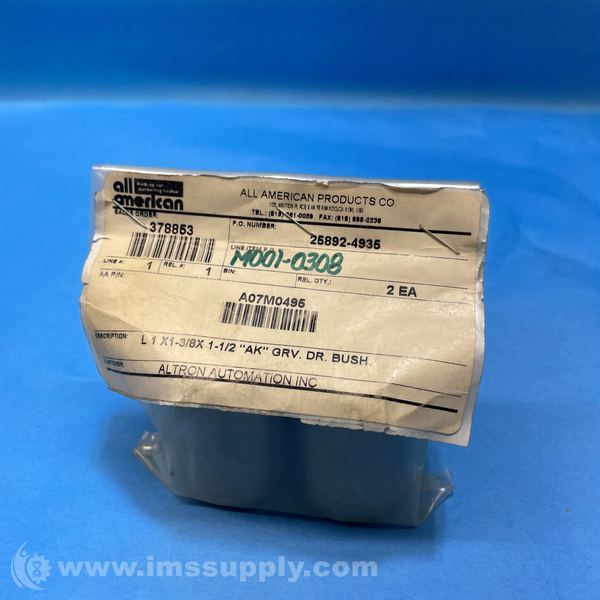 all american
ALL AMERICAN PRODUCTS CO
SALES ORDER:
378853
P.O. NUMBER:
25892-4935
LINE #:
1
REL. #:
1
LINE ITEM
M001-0308
BIN:
REL. QTY.:
2 EA
AA P/N:
A07M0495
DESCRIPTION:
L 1 X1-3/8X 1-1/2 "AK" GRV. DR. BUSH.
CUSTOMER:
ALTRON AUTOMATION INC
© www.imssupply.com/